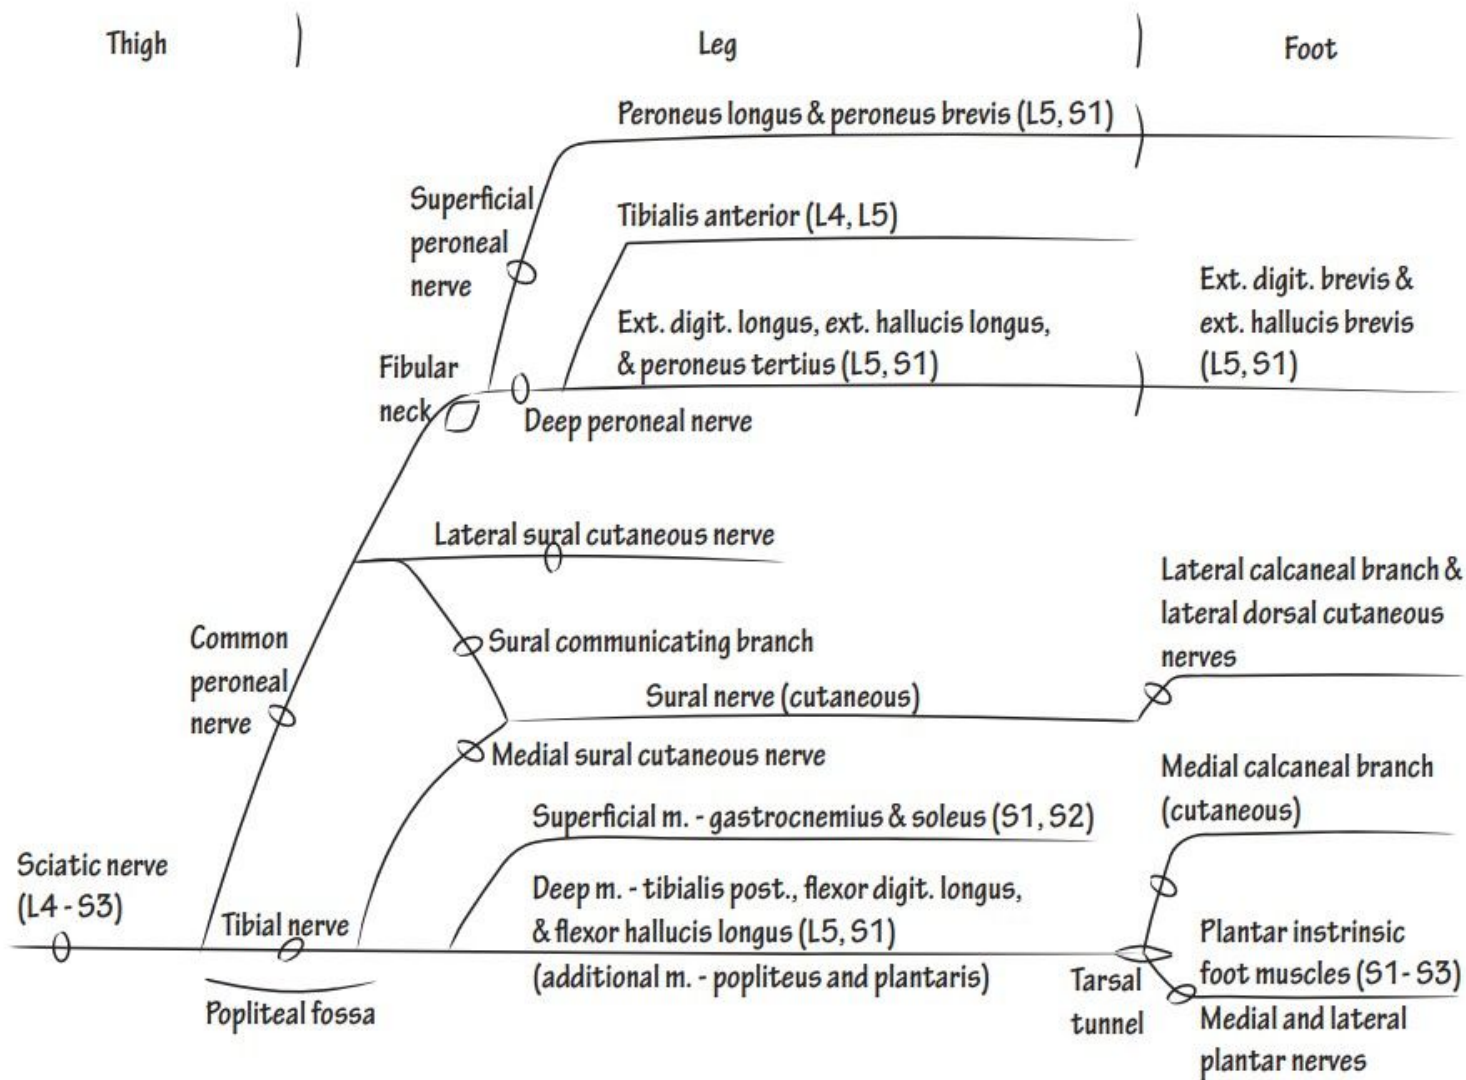 Thigh
Leg
Foot
Peroneus longus & peroneus brevis (L5, S1)
Superficial
peroneal
nerve
Tibialis anterior (L4, L5)
Ext. digit. longus, ext. hallucis longus,
& peroneus tertius (L5, S1)
Ext. digit. brevis &
ext. hallucis brevis
(L5, S1)
Fibular
neck
Deep peroneal nerve
Lateral sural cutaneous nerve
Sural communicating branch
Common
peroneal
nerve
Sural nerve (cutaneous)
Lateral calcaneal branch &
lateral dorsal cutaneous
nerves
Medial sural cutaneous nerve
Medial calcaneal branch
(cutaneous)
Superficial m. - gastrocnemius & soleus (S1, S2)
Sciatic nerve
(L4 - S3)
Tibial nerve
Deep m. - tibialis post., flexor digit. longus,
& flexor hallucis longus (L5, S1)
(additional m. - popliteus and plantaris)
Popliteal fossa
Tarsal
tunnel
Plantar instrinsic
foot muscles (S1- S3)
Medial and lateral
plantar nerves